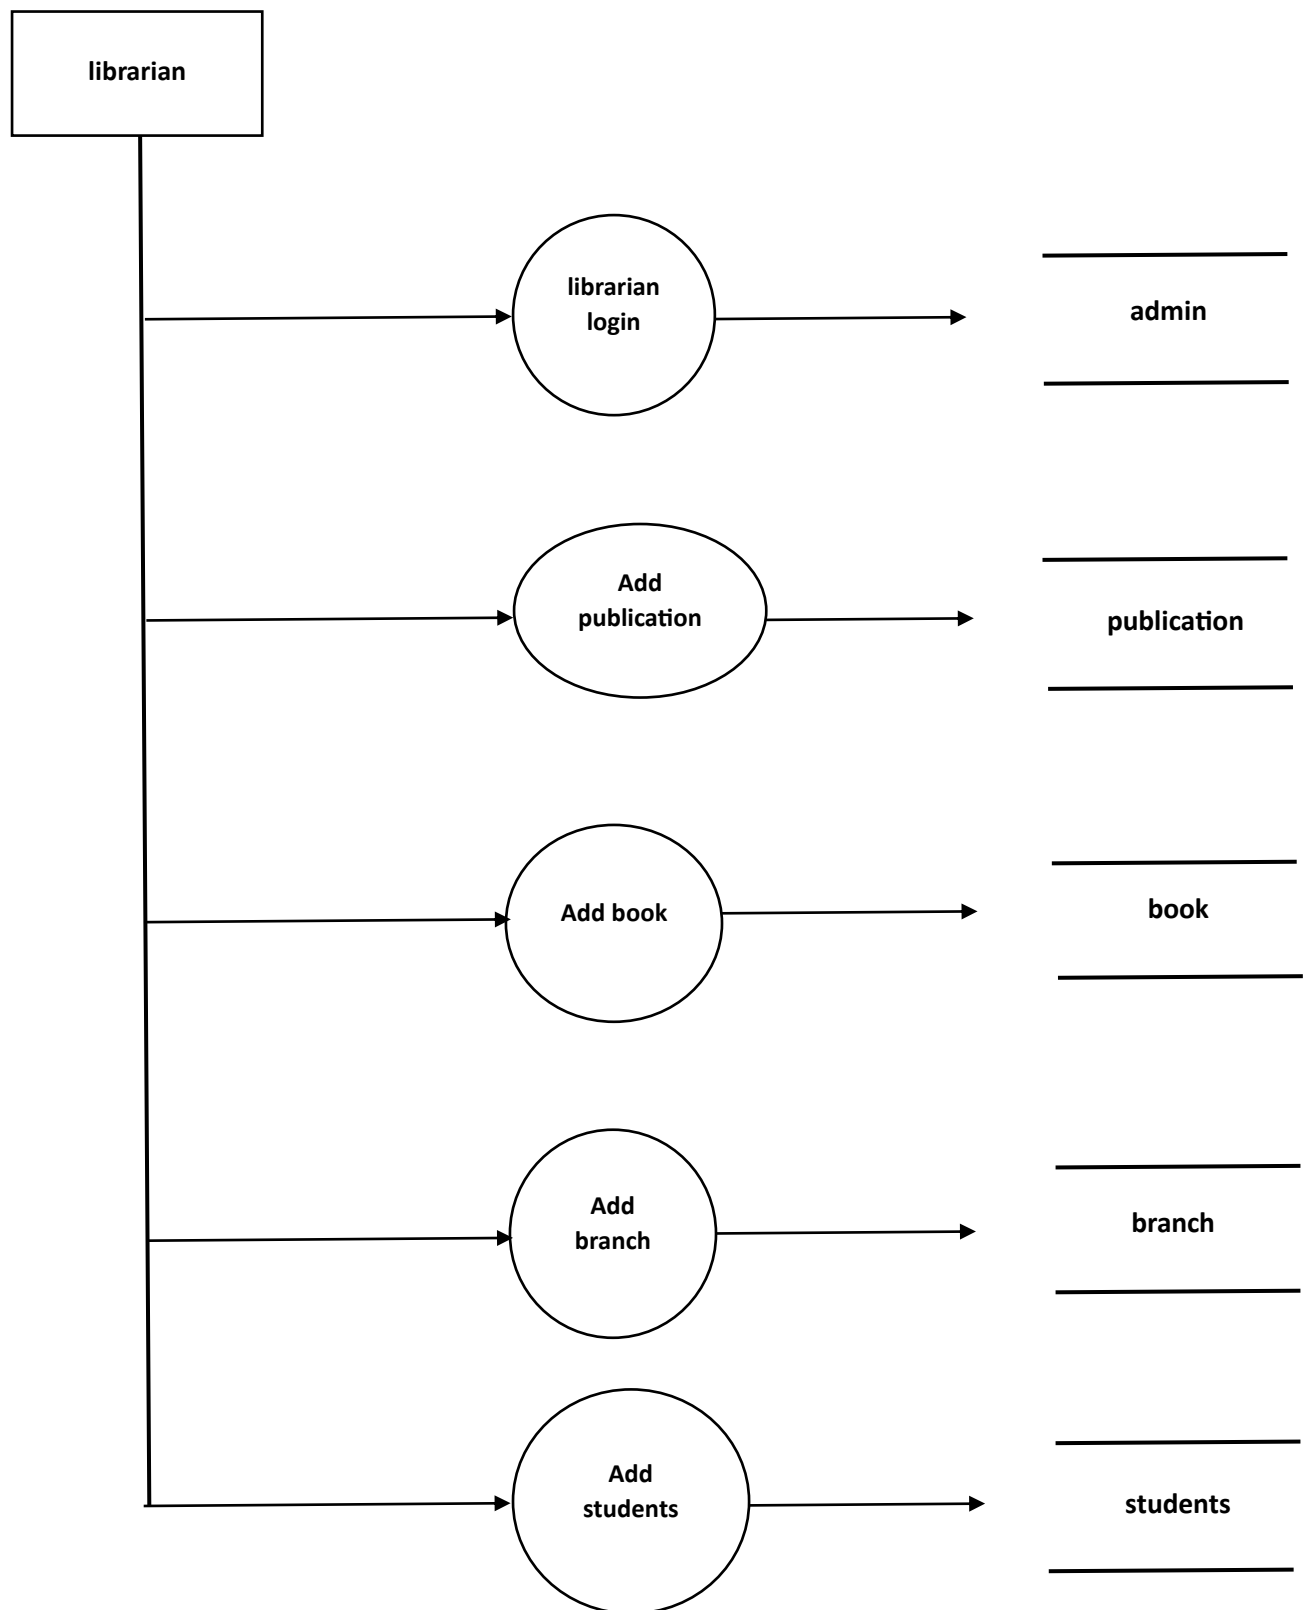 librarian
librarian
login
admin
Add
publication
publication
Add book
book
Add
branch
branch
Add
students
students